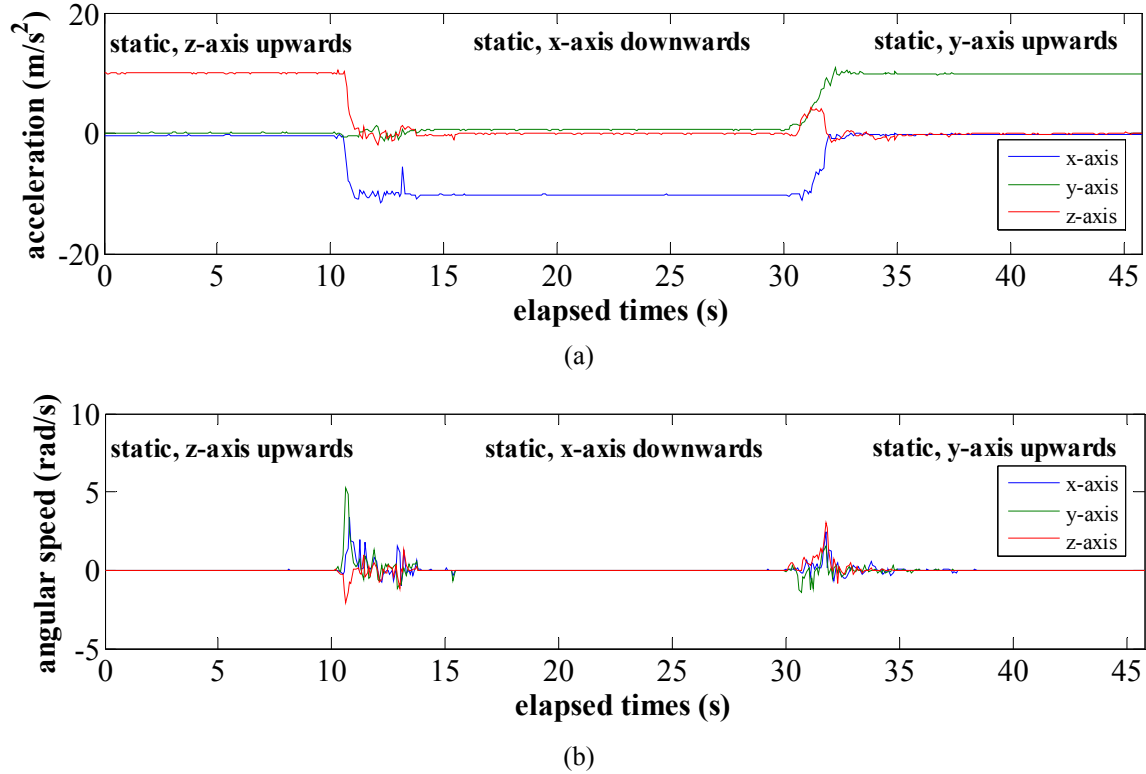 20
static, z-axis upwards static, x-axis downwards static, y-axis upwards
10
0
-20
acceleration (m/s²)
x-axis
y-axis
z-axis
0 5 10 15 20 25 30 35 40 45
elapsed times (s)
(a)
10
static, z-axis upwards static, x-axis downwards static, y-axis upwards
5
0
-5
angular speed (rad/s)
x-axis
y-axis
z-axis
0 5 10 15 20 25 30 35 40 45
elapsed times (s)
(b)